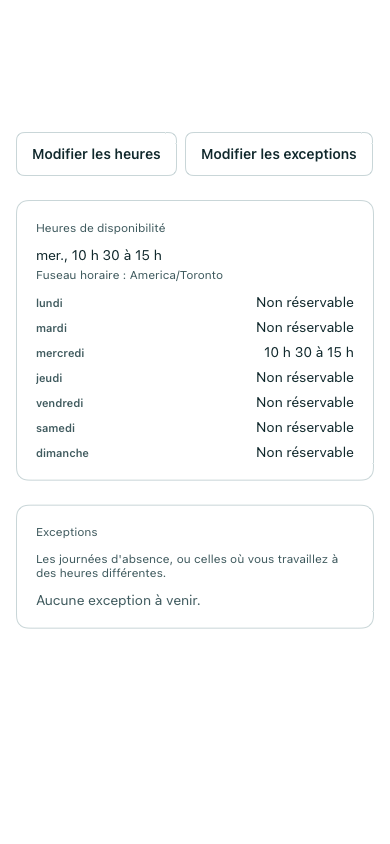 Modifier les heures
Modifier les exceptions
Heures de disponibilité
mer., 10 h 30 à 15 h
Fuseau horaire : America/Toronto
lundi Non réservable
mardi Non réservable
mercredi 10 h 30 à 15 h
jeudi Non réservable
vendredi Non réservable
samedi Non réservable
dimanche Non réservable
Exceptions
Les journées d'absence, ou celles où vous travaillez à
des heures différentes.
Aucune exception à venir.